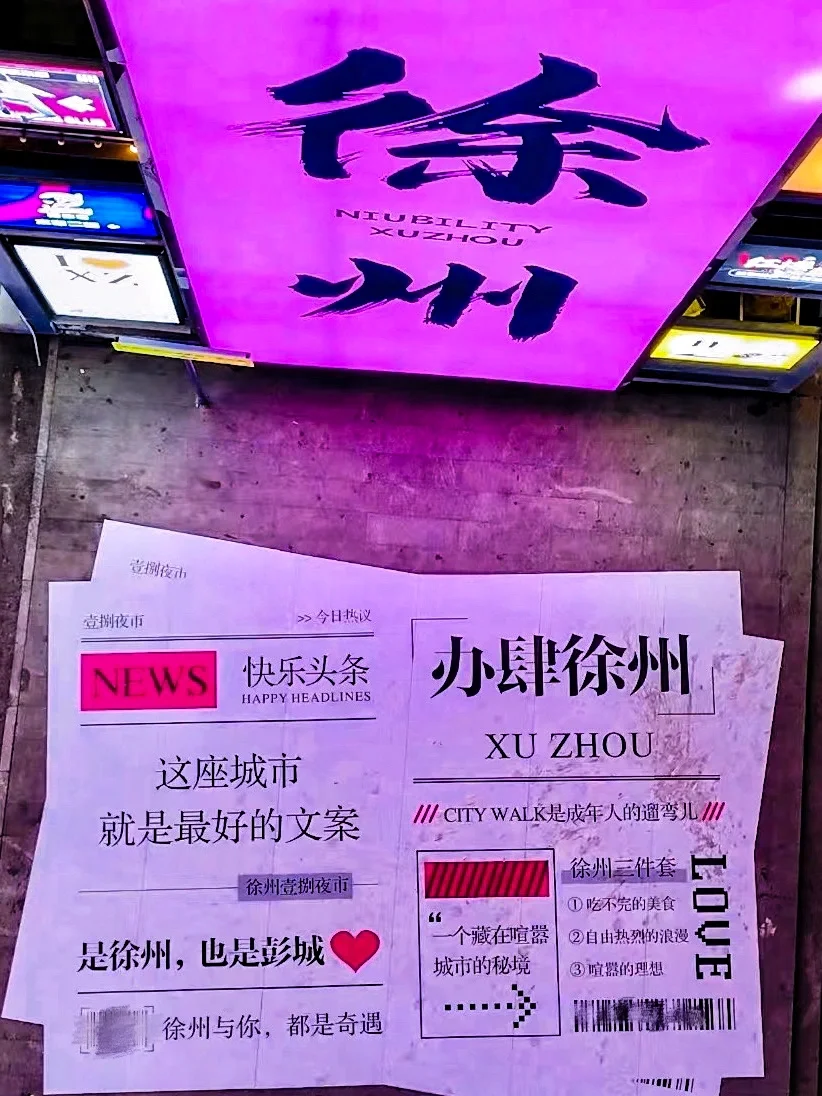 徐
NIUBILITY
XUZHOU
州
壹捌夜市
壹捌夜市
>> 今日热议
NEWS
快乐头条
HAPPY HEADLINES
这座城市
就是最好的文案
徐州壹捌夜市
是徐州，也是彭城
徐州与你，都是奇遇
办肆徐州
XU ZHOU
/// CITY WALK是成年人的遛弯儿 ///
“一个藏在喧嚣
城市的秘境
徐州三件套
①吃不完的美食
②自由热烈的浪漫
③喧嚣的理想
LOVE